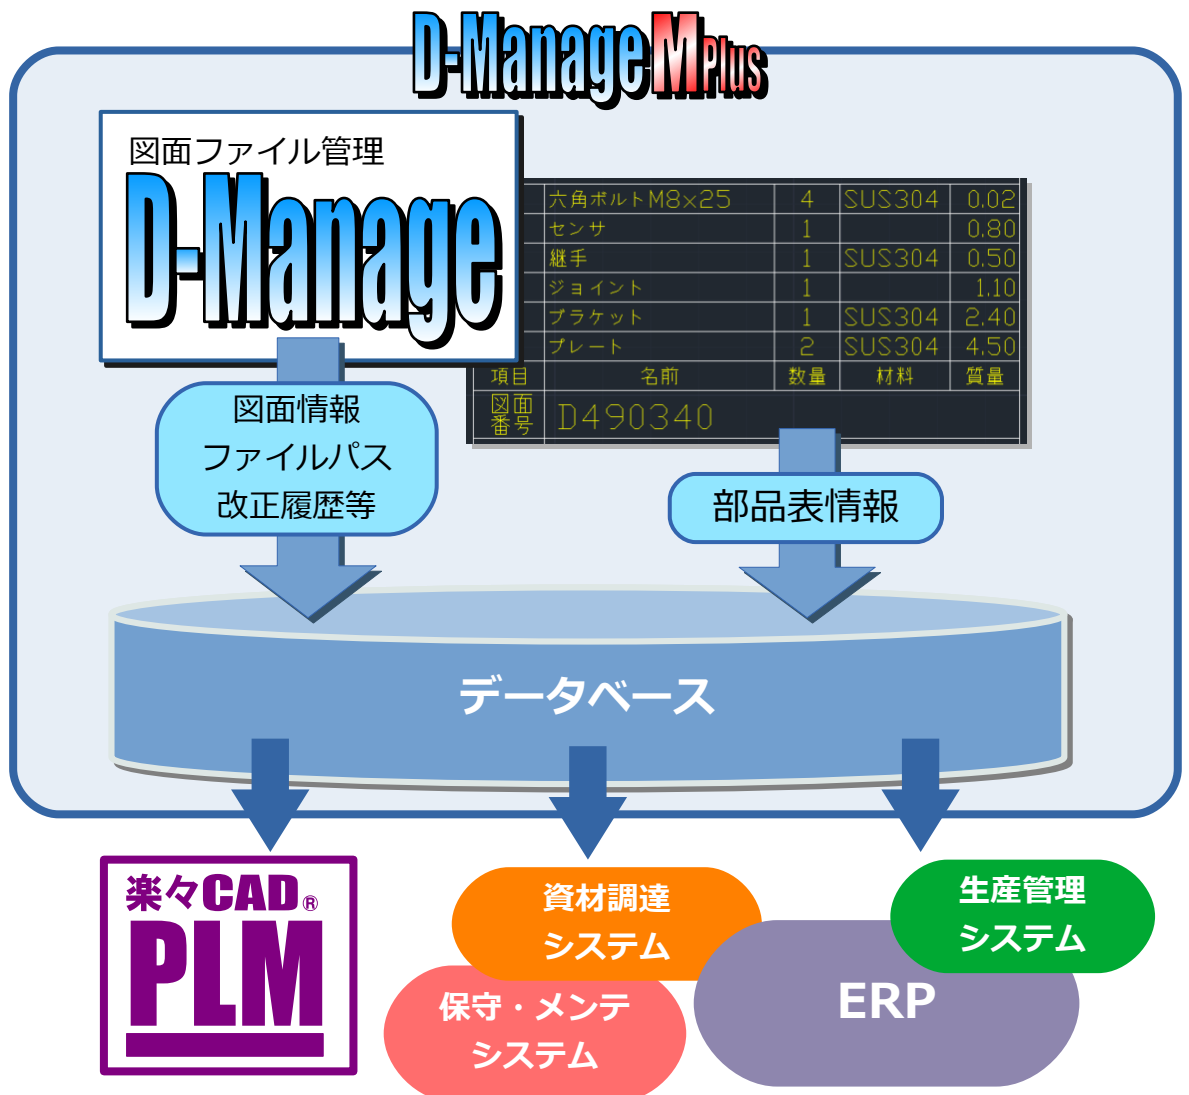 D-Manage M Plus
図面ファイル管理
D-Manage
六角ボルトM8×25 4 SUS304 0.02
センサ 1 0.80
継手 1 SUS304 0.50
ジョイント 1 1.10
ブラケット 1 SUS304 2.40
プレート 2 SUS304 4.50
項目 名前 数量 材料 質量
図面
番号 D490340
図面情報
ファイルパス
改正履歴等
部品表情報
データベース
楽々CAD®
PLM
資材調達
システム
生産管理
システム
保守・メンテ
システム
ERP